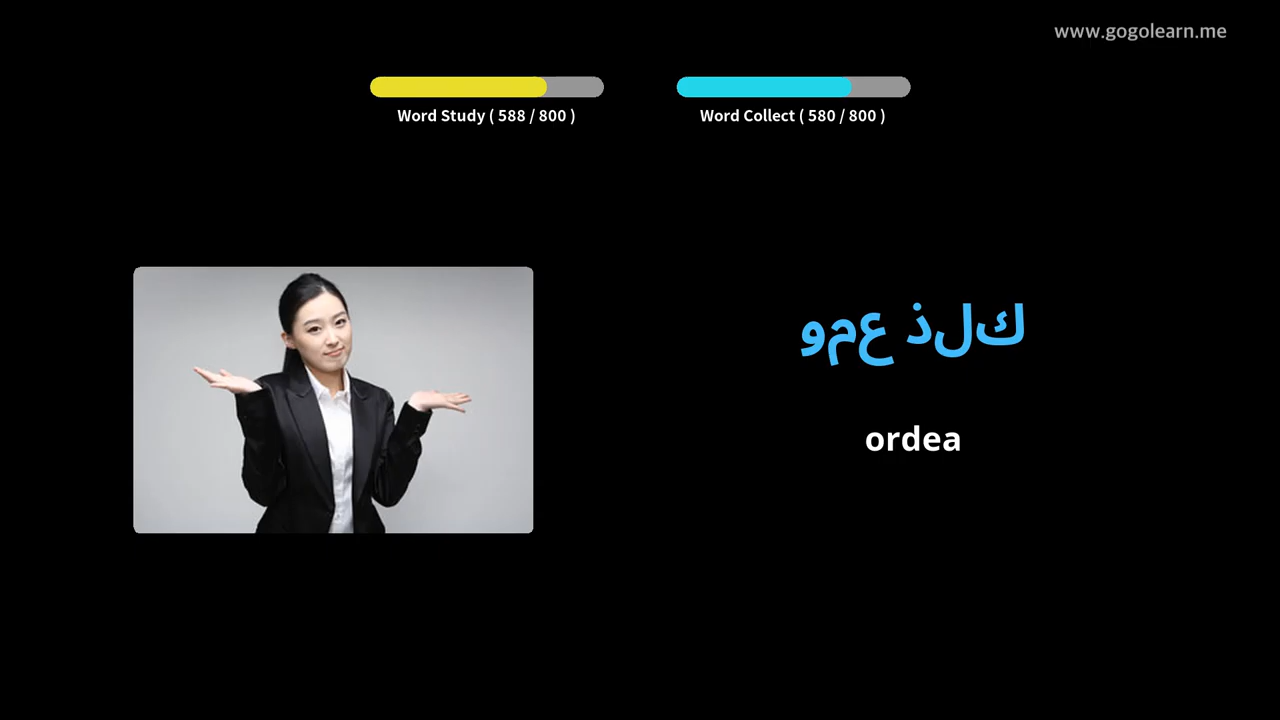 www.gogolearn.me
Word Study ( 588 / 800 )
Word Collect ( 580 / 800 )
ومع ذلك
ordea